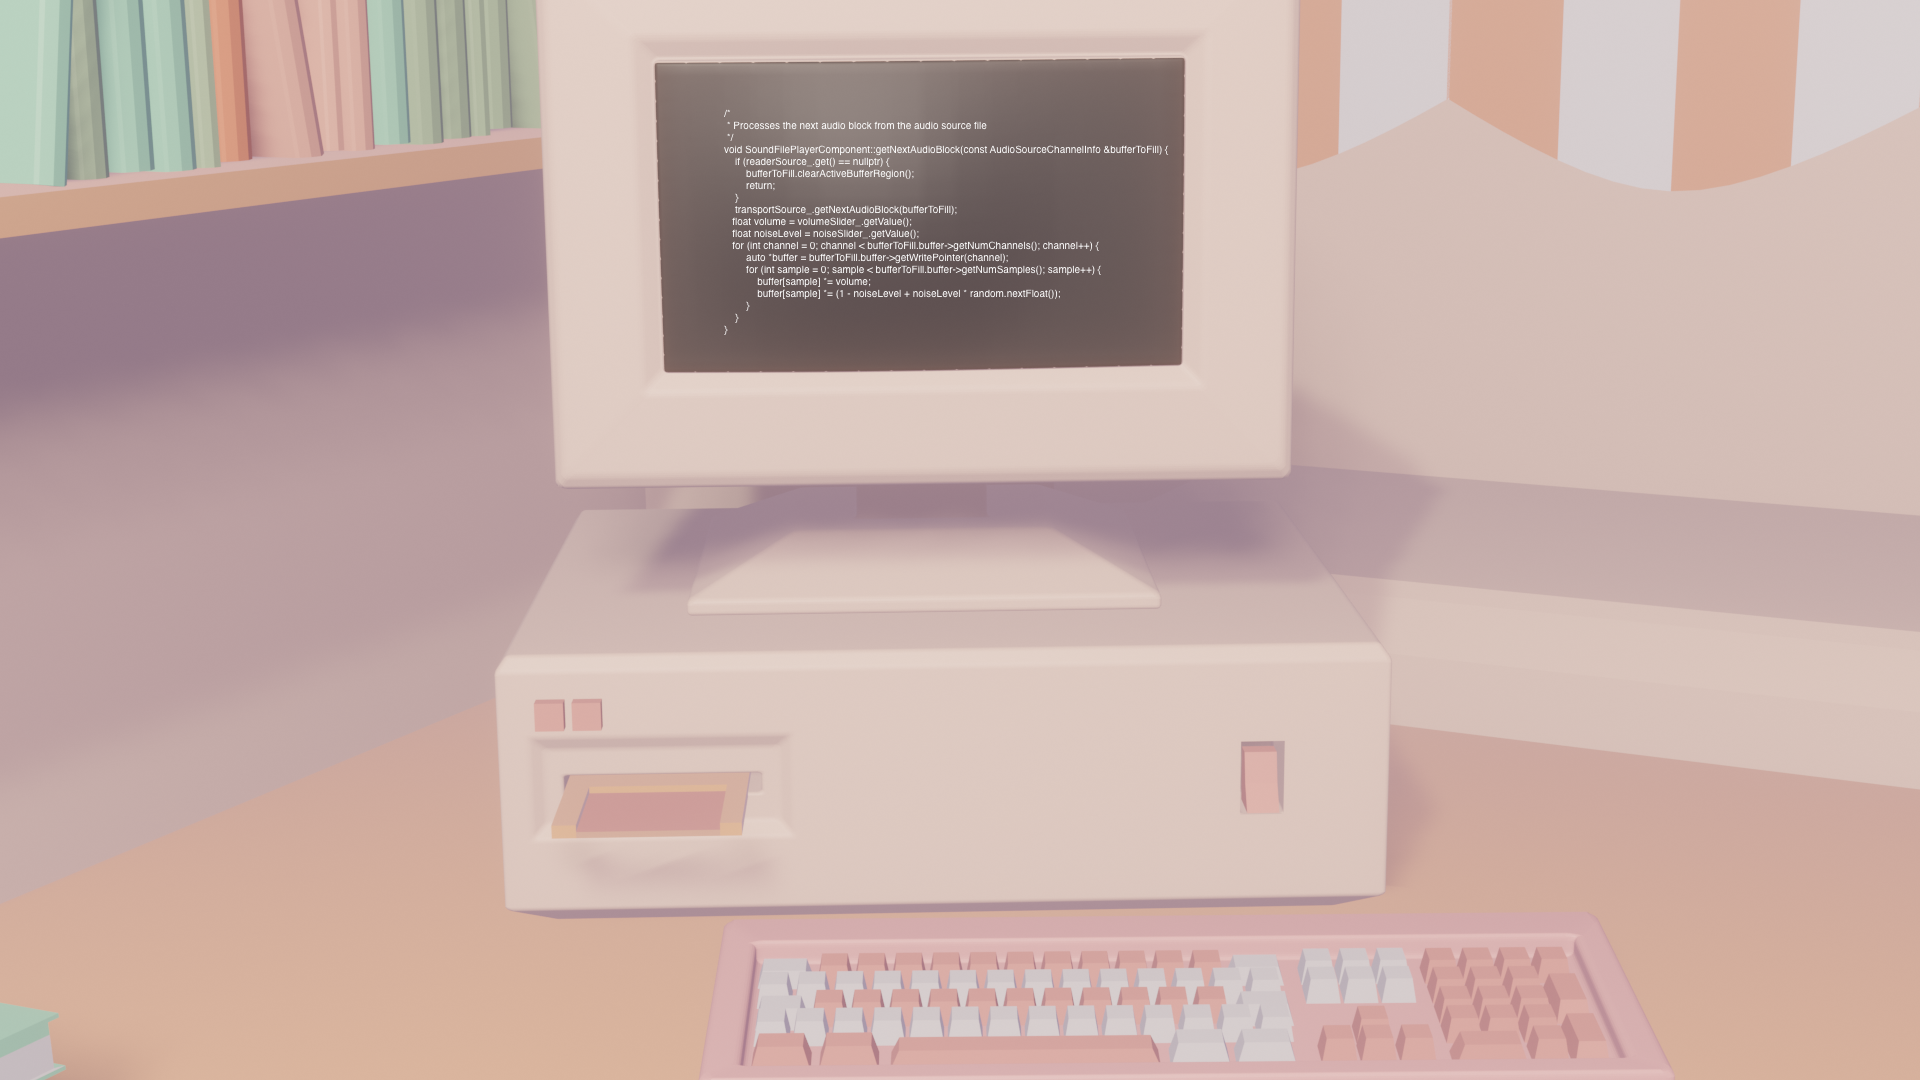 /*
* Processes the next audio block from the audio source file
*/
void SoundFilePlayerComponent::getNextAudioBlock(const AudioSourceChannelInfo &bufferToFill) {
if (readerSource_.get() == nullptr) {
bufferToFill.clearActiveBufferRegion();
return;
}
transportSource_.getNextAudioBlock(bufferToFill);
float volume = volumeSlider_.getValue();
float noiseLevel = noiseSlider_.getValue();
for (int channel = 0; channel < bufferToFill.buffer->getNumChannels(); channel++) {
auto *buffer = bufferToFill.buffer->getWritePointer(channel);
for (int sample = 0; sample < bufferToFill.buffer->getNumSamples(); sample++) {
buffer[sample] *= volume;
buffer[sample] *= (1 - noiseLevel + noiseLevel * random.nextFloat());
}
}
}